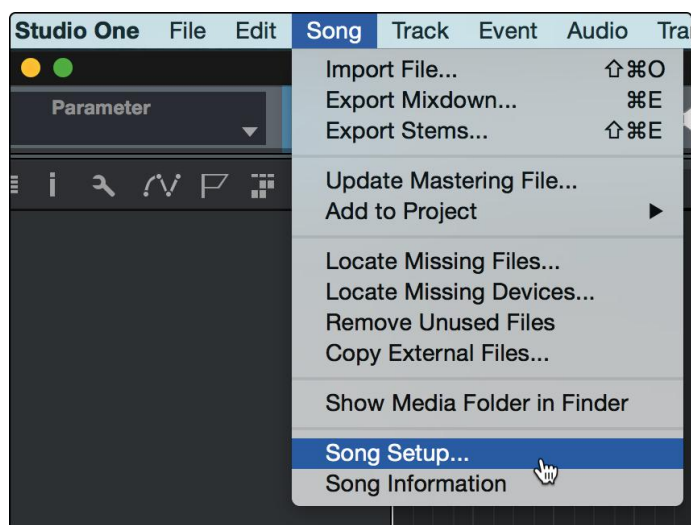 Studio One File Edit Song Track Event Audio
Parameter
Import File... ⇧⌘O
Export Mixdown... ⌘E
Export Stems... ⇧⌘E
Update Mastering File...
Add to Project ▶
Locate Missing Files...
Locate Missing Devices...
Remove Unused Files
Copy External Files...
Show Media Folder in Finder
Song Setup...
Song Information